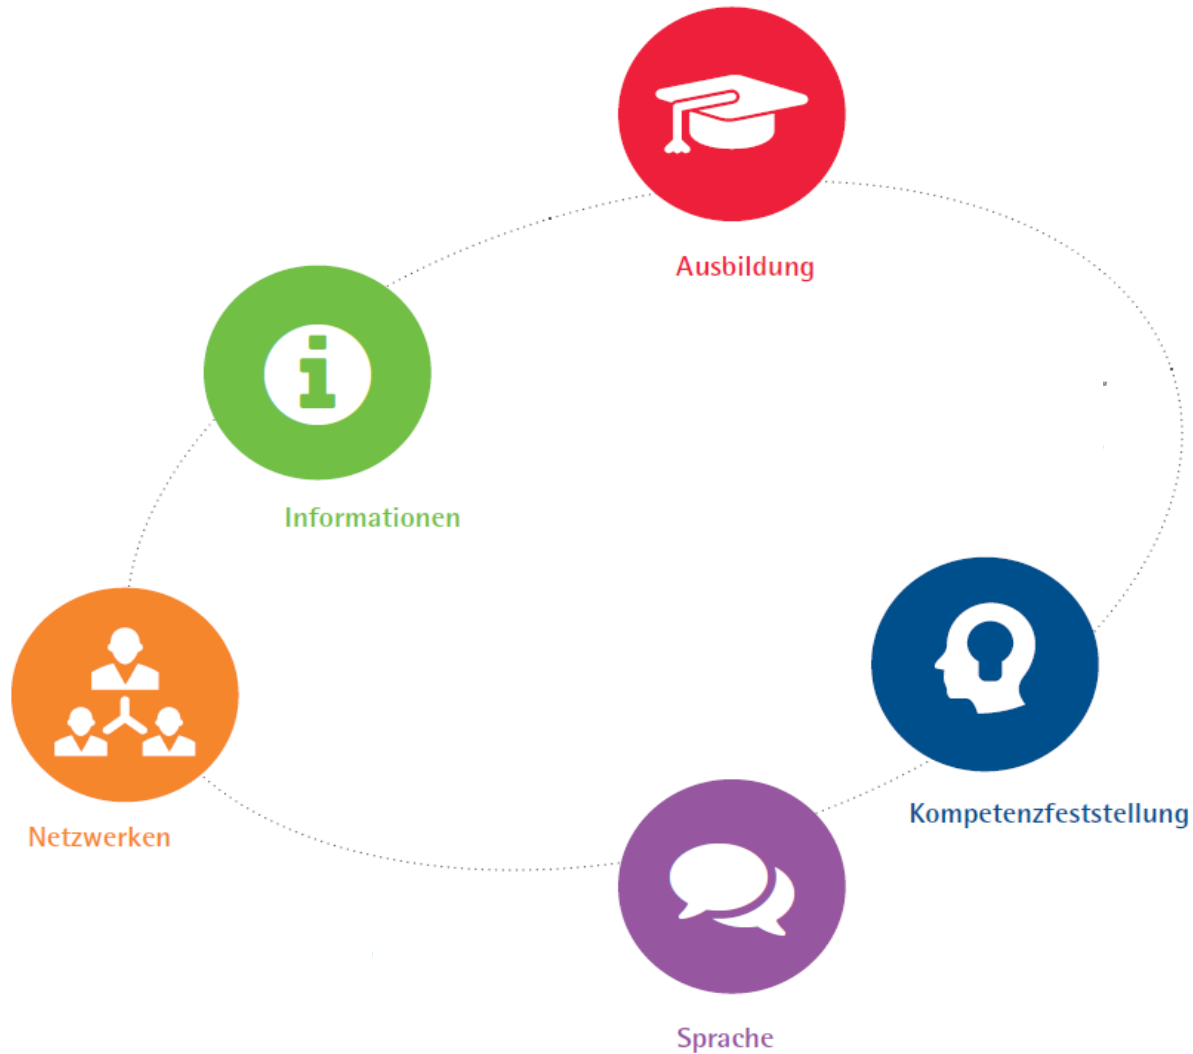 Ausbildung
Informationen
Kompetenzfeststellung
Netzwerken
Sprache